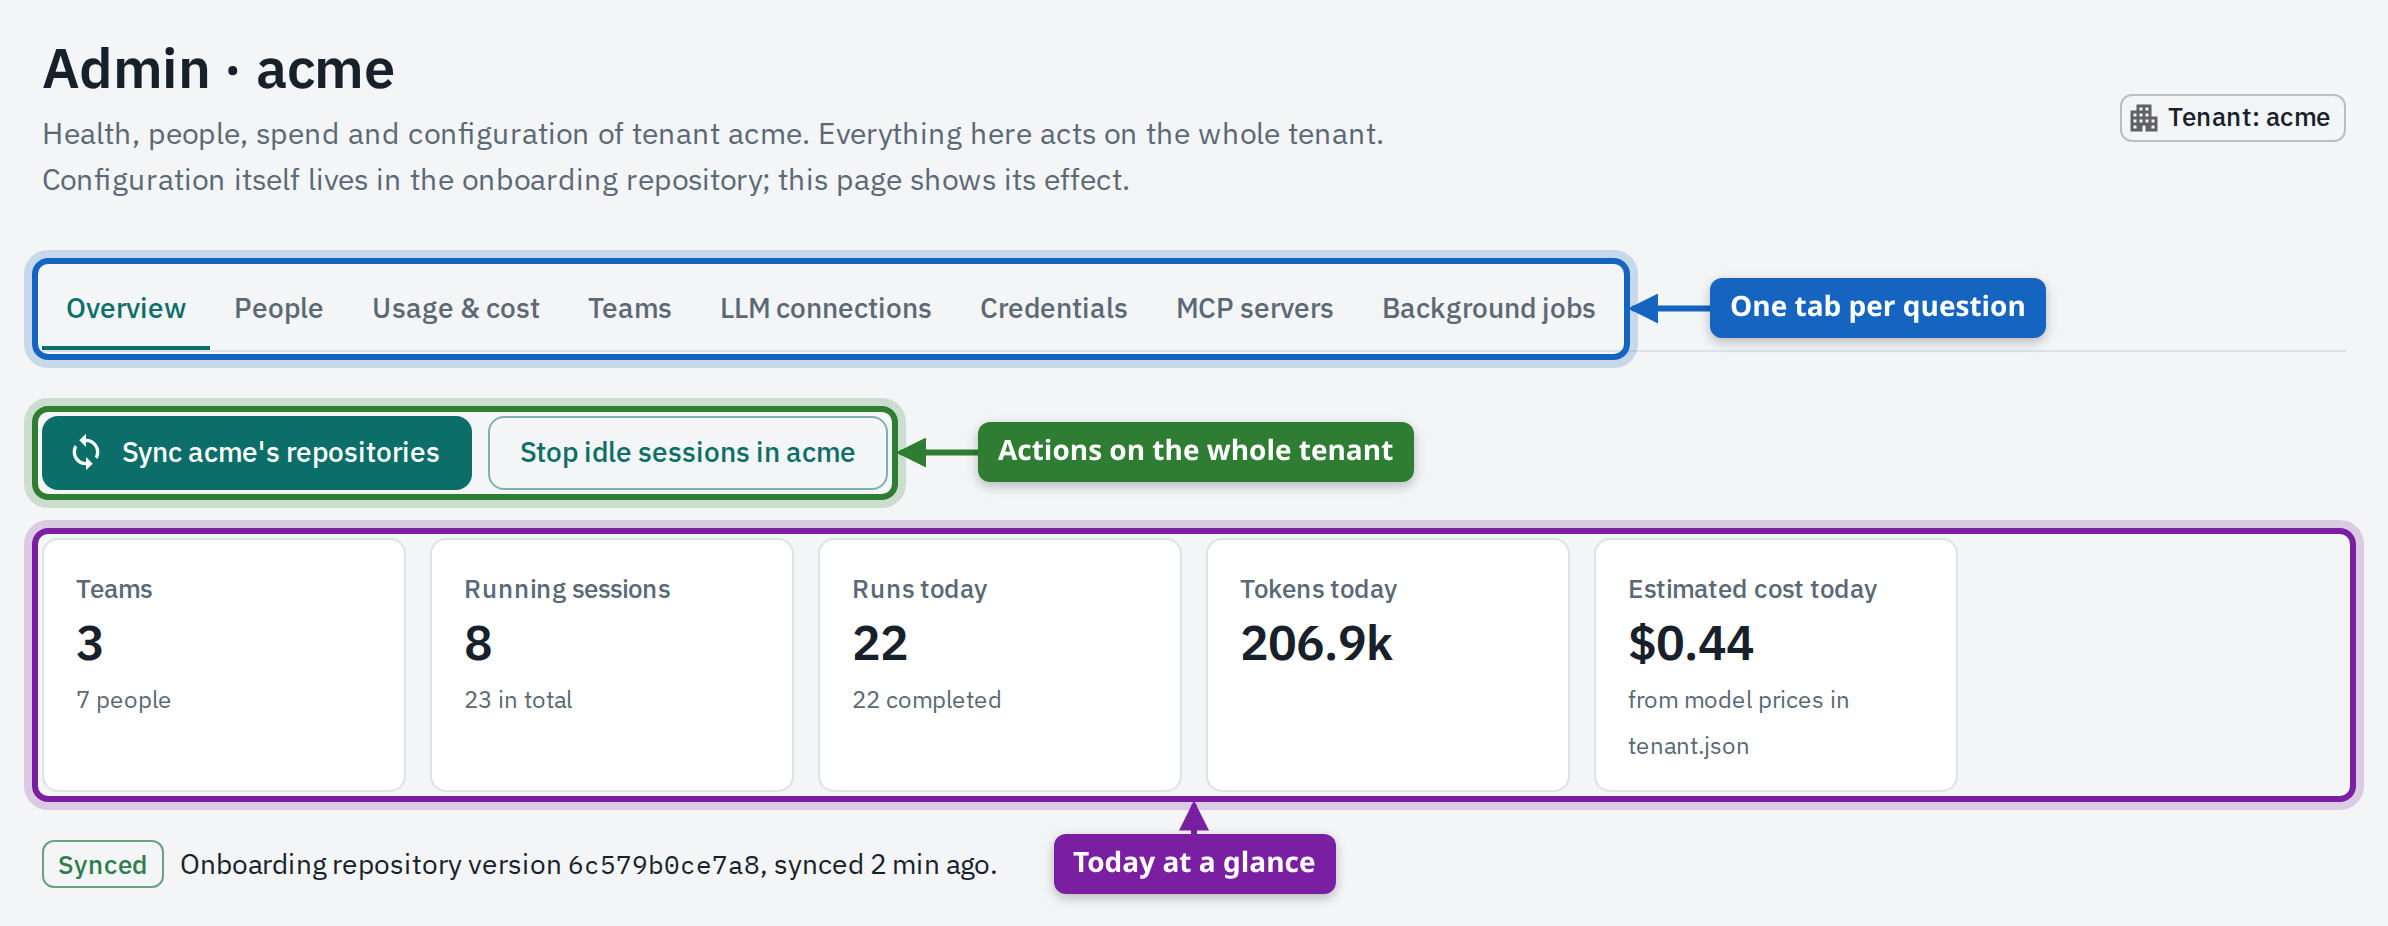 Admin · acme
Health, people, spend and configuration of tenant acme. Everything here acts on the whole tenant.
Configuration itself lives in the onboarding repository; this page shows its effect.
Tenant: acme
Overview People Usage & cost Teams LLM connections Credentials MCP servers Background jobs
One tab per question
Sync acme's repositories Stop idle sessions in acme
Actions on the whole tenant
Teams
3
7 people
Running sessions
8
23 in total
Runs today
22
22 completed
Tokens today
206.9k
Estimated cost today
$0.44
from model prices in
tenant.json
Synced Onboarding repository version 6c579b0ce7a8, synced 2 min ago.
Today at a glance